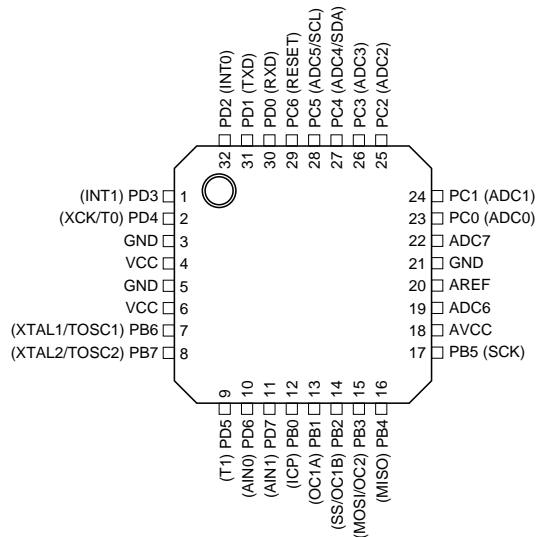 PD2 (INT0)
PD1 (TXD)
PD0 (RXD)
PC6 (RESET)
PC5 (ADC5/SCL)
PC4 (ADC4/SDA)
PC3 (ADC3)
PC2 (ADC2)
32
31
30
29
28
27
26
25
(INT1) PD3 1
(XCK/T0) PD4 2
GND 3
VCC 4
GND 5
VCC 6
(XTAL1/TOSC1) PB6 7
(XTAL2/TOSC2) PB7 8
24 PC1 (ADC1)
23 PC0 (ADC0)
22 ADC7
21 GND
20 AREF
19 ADC6
18 AVCC
17 PB5 (SCK)
9
10
11
12
13
14
15
16
(T1) PD5
(AIN0) PD6
(AIN1) PD7
(ICP) PB0
(OC1A) PB1
(SS/OC1B) PB2
(MOSI/OC2) PB3
(MISO) PB4